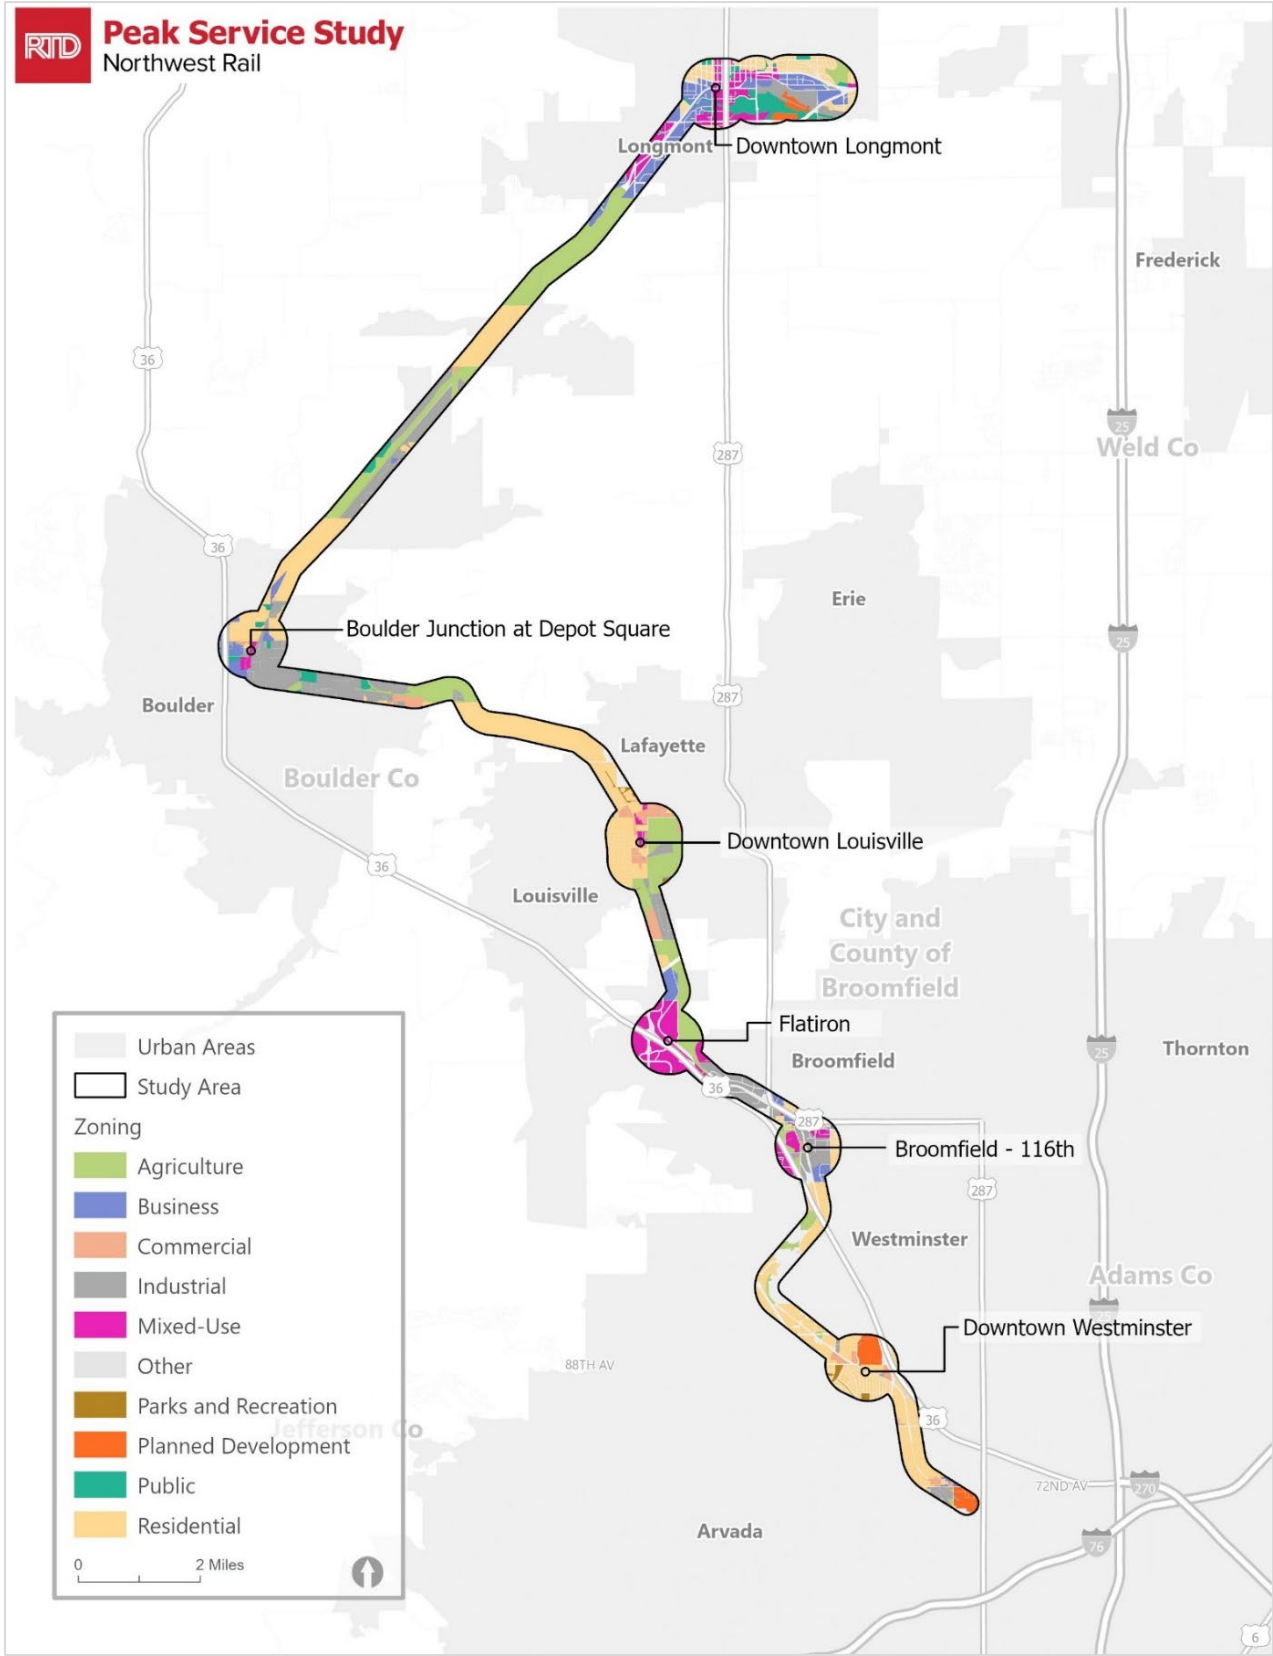 RTD
Peak Service Study
Northwest Rail
Longmont
Downtown Longmont
Frederick
36
25
Weld Co
287
36
Erie
25
Boulder Junction at Depot Square
287
Boulder
Lafayette
Boulder Co
Downtown Louisville
36
Louisville
City and
County of
Broomfield
Flatiron
25
Thornton
Broomfield
36
287
Broomfield - 116th
287
Westminster
Adams Co
25
Downtown Westminster
88TH AV
36
Jefferson Co
72ND AV
270
Arvada
76
6
Urban Areas
Study Area
Zoning
Agriculture
Business
Commercial
Industrial
Mixed-Use
Other
Parks and Recreation
Planned Development
Public
Residential
0 2 Miles